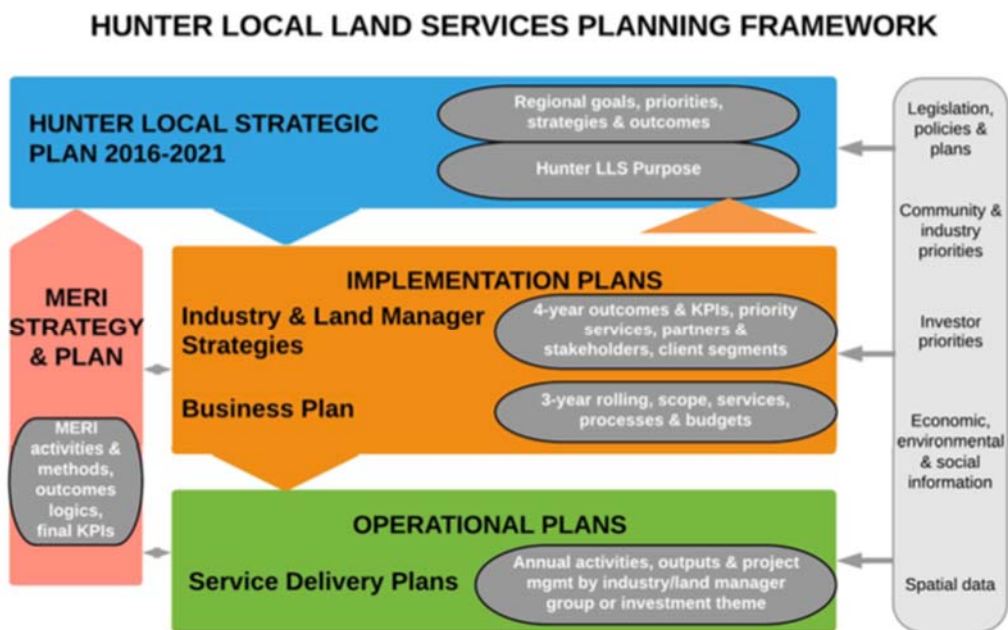 HUNTER LOCAL LAND SERVICES PLANNING FRAMEWORK
HUNTER LOCAL STRATEGIC
PLAN 2016-2021
Regional goals, priorities,
strategies & outcomes
Hunter LLS Purpose
MERI
STRATEGY
& PLAN
MERI
activities &
methods,
outcomes
logics,
final KPIs
IMPLEMENTATION PLANS
Industry & Land Manager
Strategies
4-year outcomes & KPIs, priority
services, partners &
stakeholders, client segments
Business Plan
3-year rolling, scope, services,
processes & budgets
OPERATIONAL PLANS
Service Delivery Plans
Annual activities, outputs & project
mgmt by industry/land manager
group or investment theme
Legislation,
policies &
plans
Community &
industry
priorities
Investor
priorities
Economic,
environmental
& social
information
Spatial data